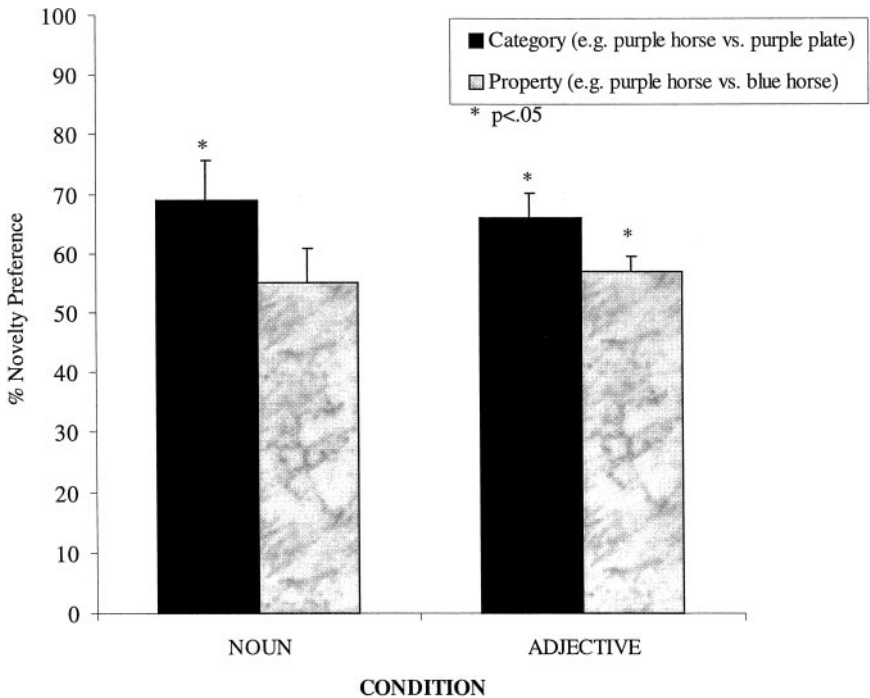 100
90
80
70
60
50
40
30
20
10
0
% Novelty Preference
Category (e.g. purple horse vs. purple plate)
Property (e.g. purple horse vs. blue horse)
* p<.05
*
*
*
NOUN
ADJECTIVE
CONDITION